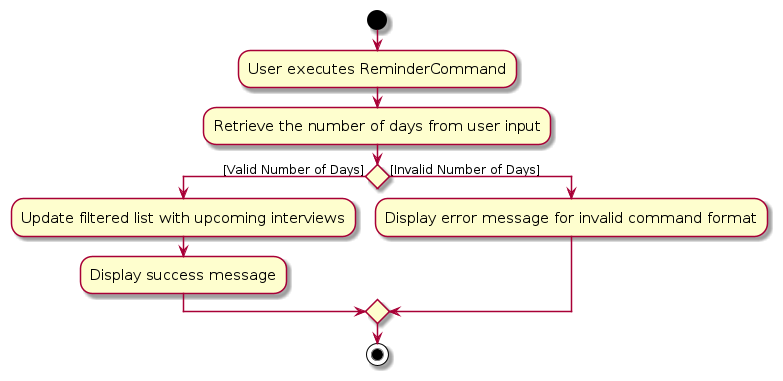 User executes ReminderCommand
Retrieve the number of days from user input
[Valid Number of Days]
[Invalid Number of Days]
Update filtered list with upcoming interviews
Display error message for invalid command format
Display success message